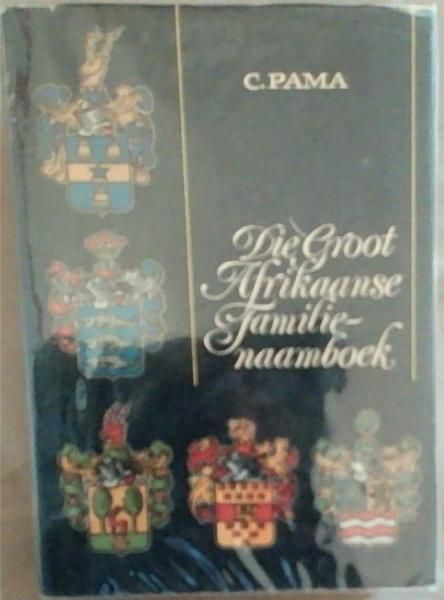 C. PAMA
Die Groot
Afrikaanse
Familie-
naamboek